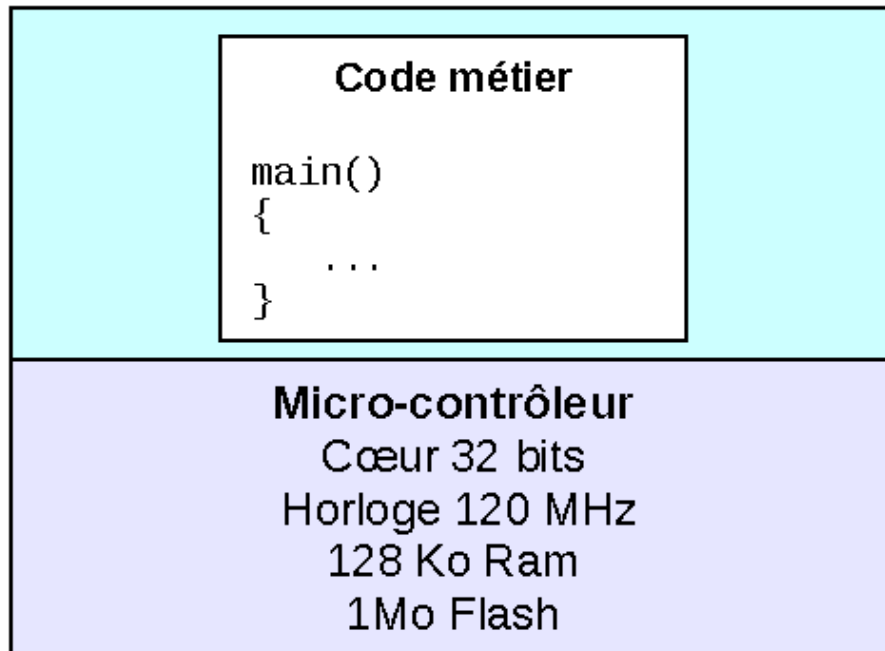 Code métier
main()
{
...
}
Micro-contrôleur
Cœur 32 bits
Horloge 120 MHz
128 Ko Ram
1Mo Flash